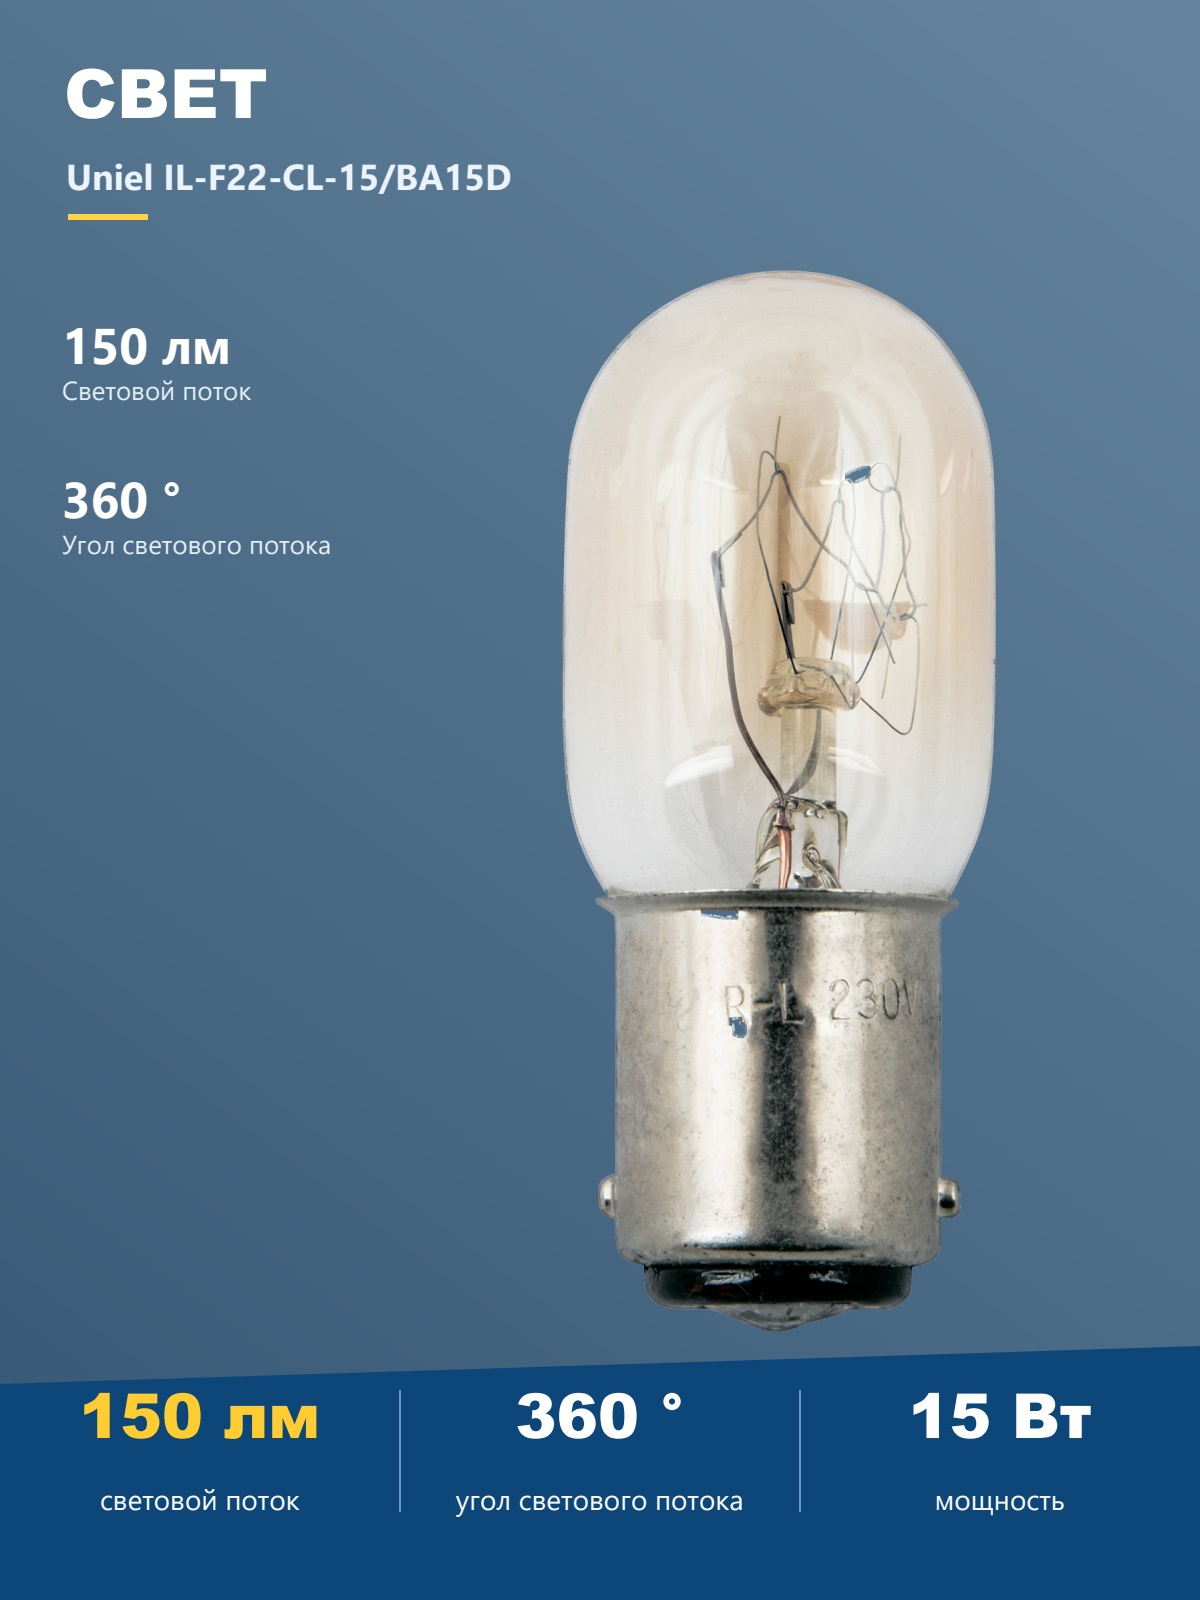 СВЕТ
Uniel IL-F22-CL-15/BA15D
150 лм
Световой поток
360 °
Угол светового потока
R-L 230V
150 лм
360 °
15 Вт
световой поток
угол светового потока
мощность